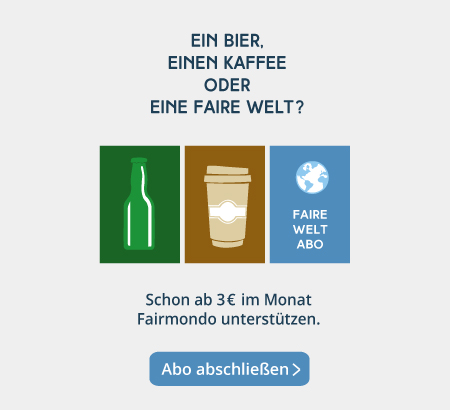 EIN BIER,
EINEN KAFFEE
ODER
EINE FAIRE WELT?
FAIRE
WELT
ABO
Schon ab 3€ im Monat
Fairmondo unterstützen.
Abo abschließen >